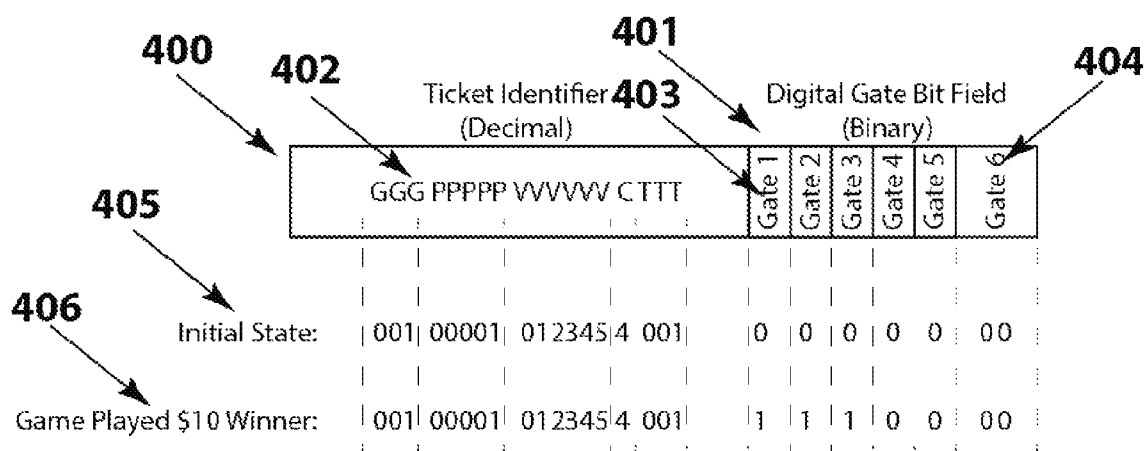 401
400
402
404
Ticket Identifier
403
Digital Gate Bit Field
(Decimal)
(Binary)
GGG PPPPP VVVVVV C TTT
Gate 1
Gate 2
Gate 3
Gate 4
Gate 5
Gate 6
405
406
Initial State: 001 00001 012345 4 001 0 0 0 0 0 00
Game Played $10 Winner: 001 00001 012345 4 001 1 1 1 0 0 00